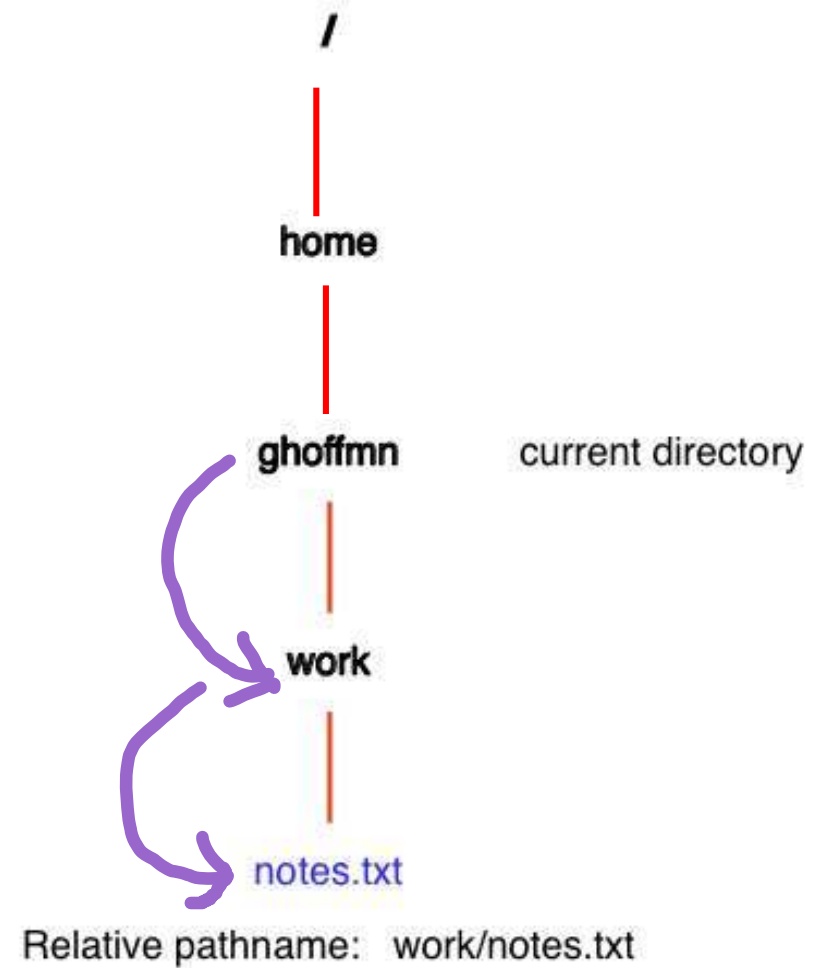 /
home
ghoffmn current directory
work
notes.txt
Relative pathname: work/notes.txt